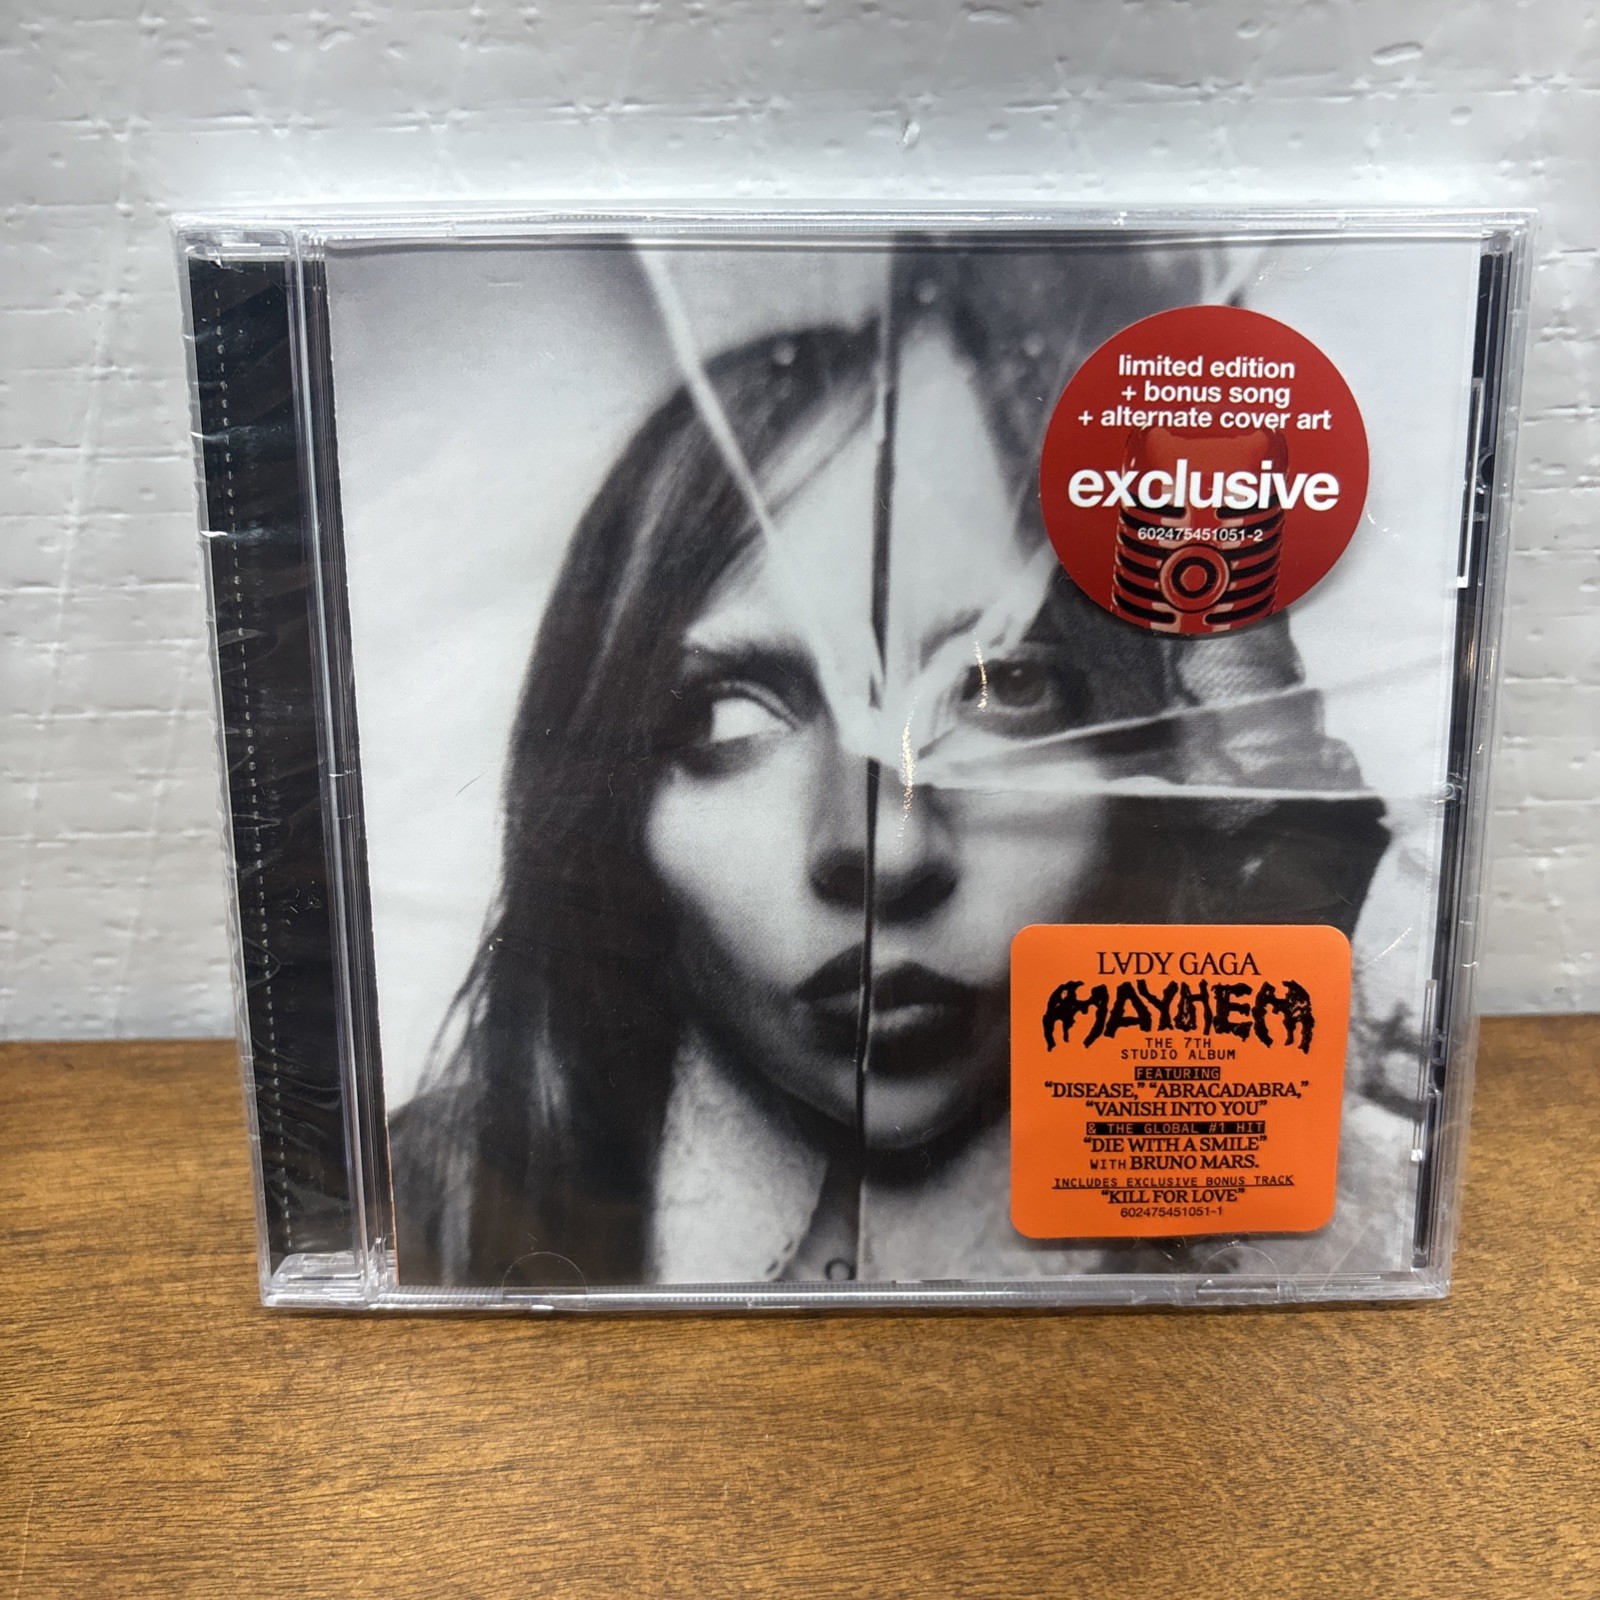 limited edition
+ bonus song
+ alternate cover art
exclusive
602475451051-2
LVDY GAGA
MAYHEM
THE 7TH
STUDIO ALBUM
FEATURING
“DISEASE,” “ABRACADABRA,”
“VANISH INTO YOU”
& THE GLOBAL #1 HIT
“DIE WITH A SMILE”
WITH BRUNO MARS.
INCLUDES EXCLUSIVE BONUS TRACK
“KILL FOR LOVE”
602475451051-1